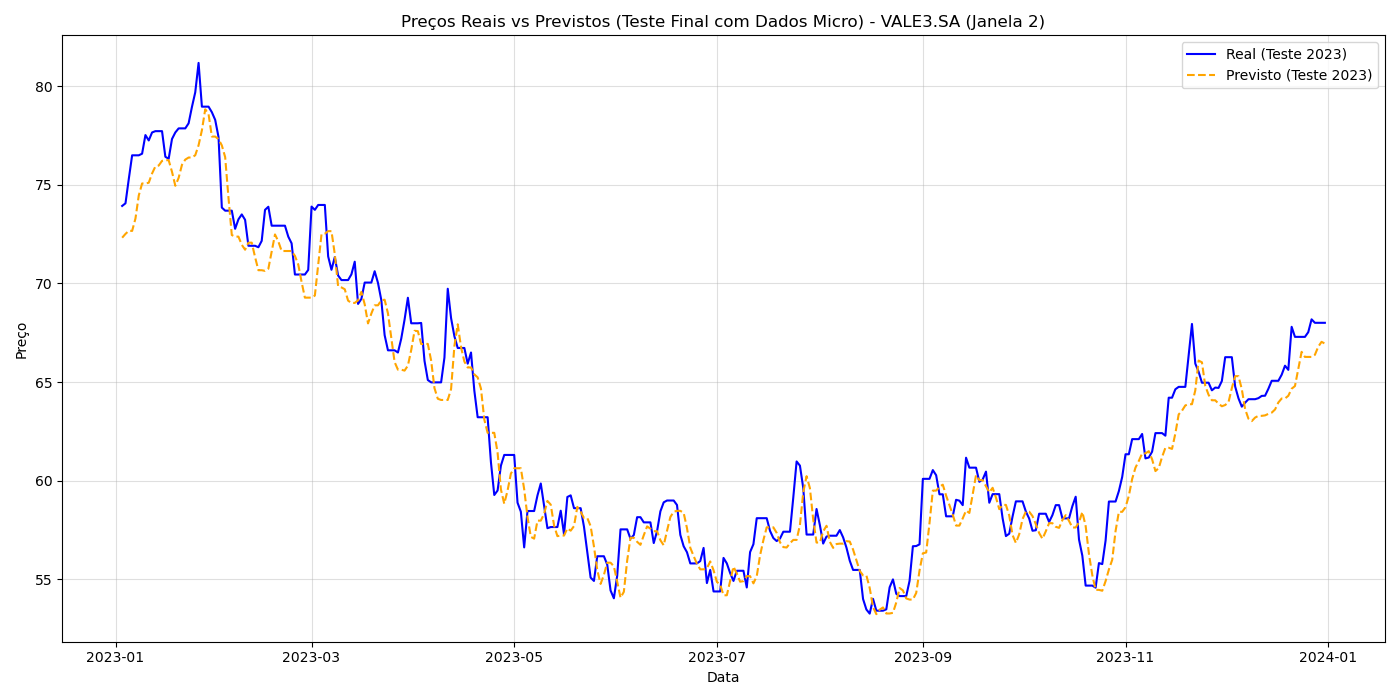 Preços Reais vs Previstos (Teste Final com Dados Micro) - VALE3.SA (Janela 2)
Real (Teste 2023)
Previsto (Teste 2023)
Preço
80
75
70
65
60
55
2023-01
2023-03
2023-05
2023-07
2023-09
2023-11
2024-01
Data